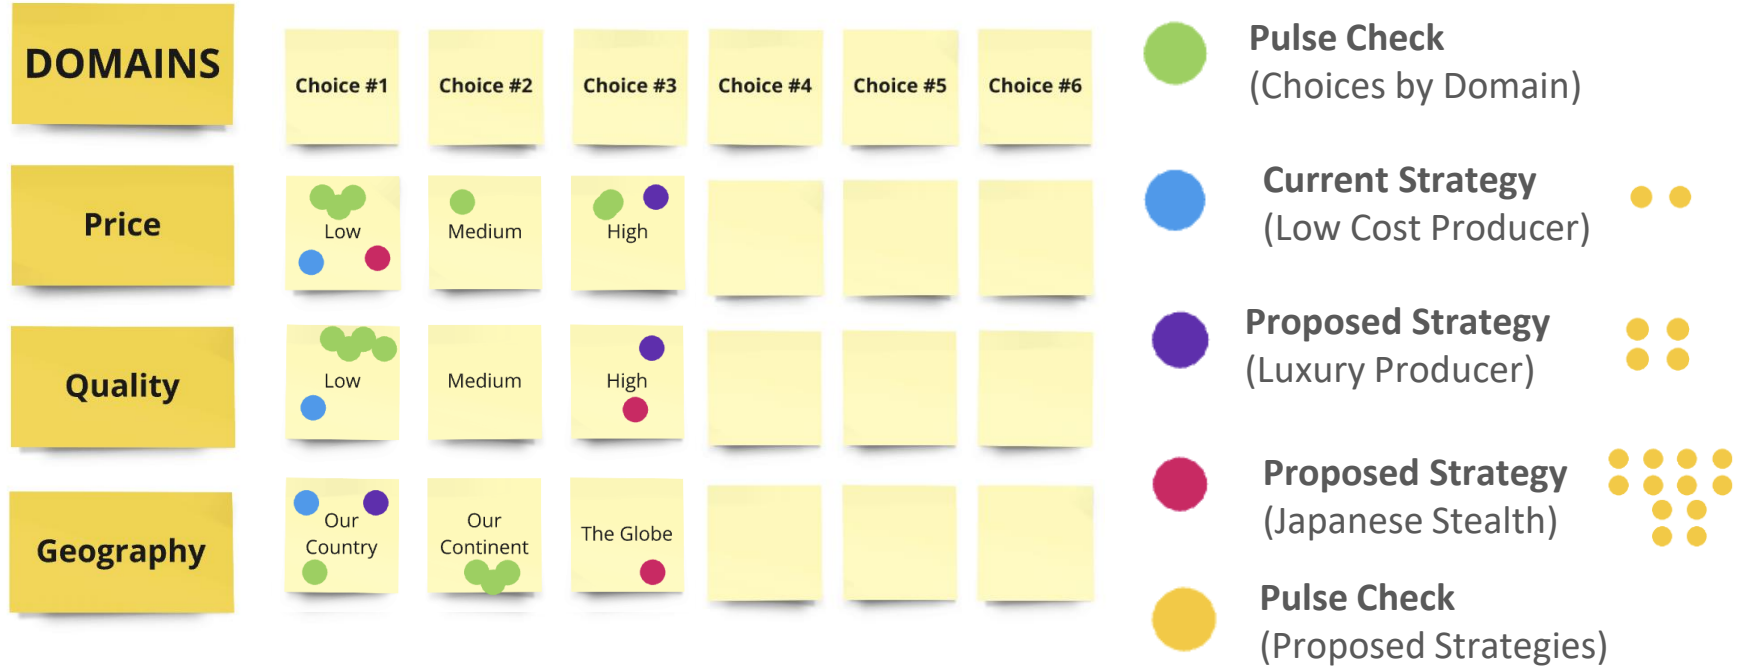 DOMAINS
Choice #1
Choice #2
Choice #3
Choice #4
Choice #5
Choice #6
Price
Low
Medium
High
Quality
Low
Medium
High
Geography
Our
Country
Our
Continent
The Globe
Pulse Check
(Choices by Domain)
Current Strategy
(Low Cost Producer)
Proposed Strategy
(Luxury Producer)
Proposed Strategy
(Japanese Stealth)
Pulse Check
(Proposed Strategies)